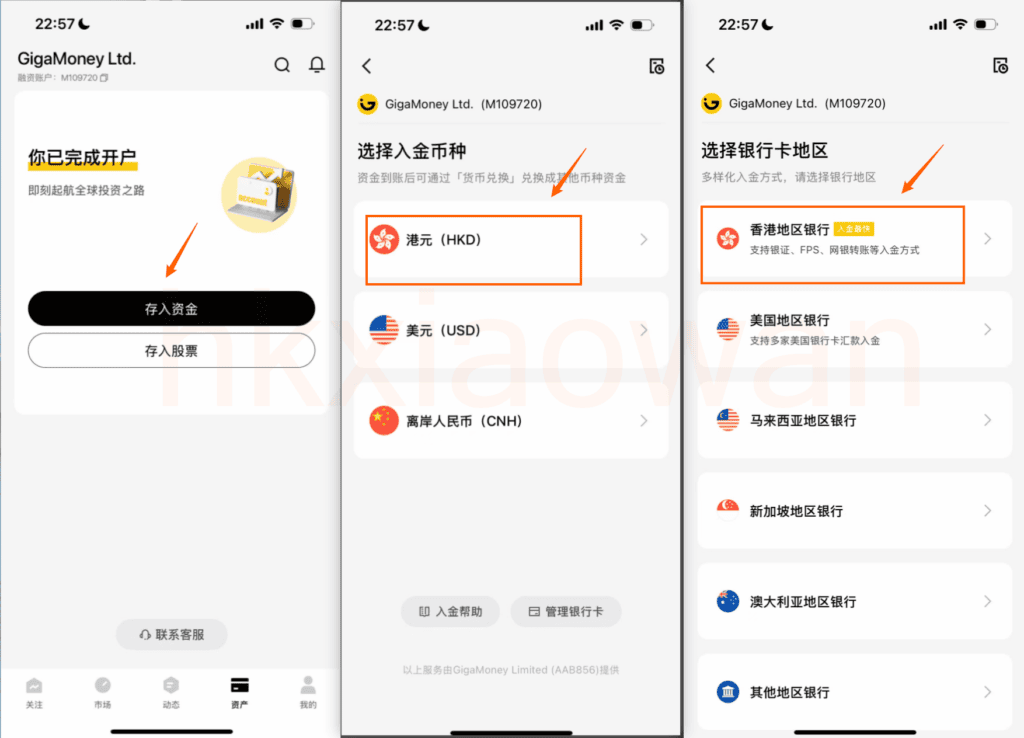 22:57
GigaMoney Ltd.
融资账户： M109720
你已完成开户
即刻起航全球投资之路
存入资金
存入股票
联系客服
关注
市场
动态
资产
我的
22:57
GigaMoney Ltd. (M109720)
选择入金币种
资金到账后可通过「货币兑换」兑换成其他币种资金
港元（HKD）
美元（USD）
离岸人民币（CNH）
入金帮助
管理银行卡
以上服务由GigaMoney Limited (AAB856)提供
22:57
GigaMoney Ltd. (M109720)
选择银行卡地区
多样化入金方式，请选择银行地区
香港地区银行 入金最快
支持银证、FPS、网银转账等入金方式
美国地区银行
支持多家美国银行卡汇款入金
马来西亚地区银行
新加坡地区银行
澳大利亚地区银行
其他地区银行
nkxiaowan